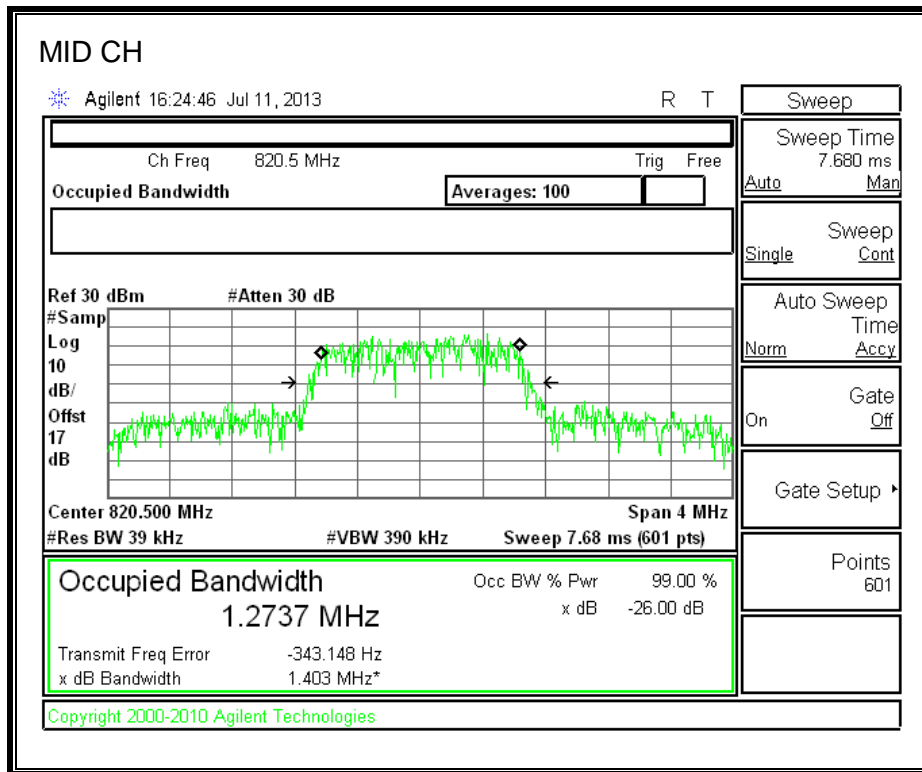 MID CH
Agilent 16:24:46 Jul 11, 2013 R T
Ch Freq 820.5 MHz Trig Free
Occupied Bandwidth Averages: 100
Ref 30 dBm #Atten 30 dB
#Samp
Log
10
dB/
Offst
17
dB
Center 820.500 MHz Span 4 MHz
#Res BW 39 kHz #VBW 390 kHz Sweep 7.68 ms (601 pts)
Occupied Bandwidth Occ BW % Pwr 99.00 %
1.2737 MHz x dB -26.00 dB
Transmit Freq Error -343.148 Hz
x dB Bandwidth 1.403 MHz*
Copyright 2000-2010 Agilent Technologies
Sweep
Sweep Time
7.680 ms
Auto Man
Sweep
Single Cont
Auto Sweep
Time
Norm Accy
Gate
On Off
Gate Setup
Points
601